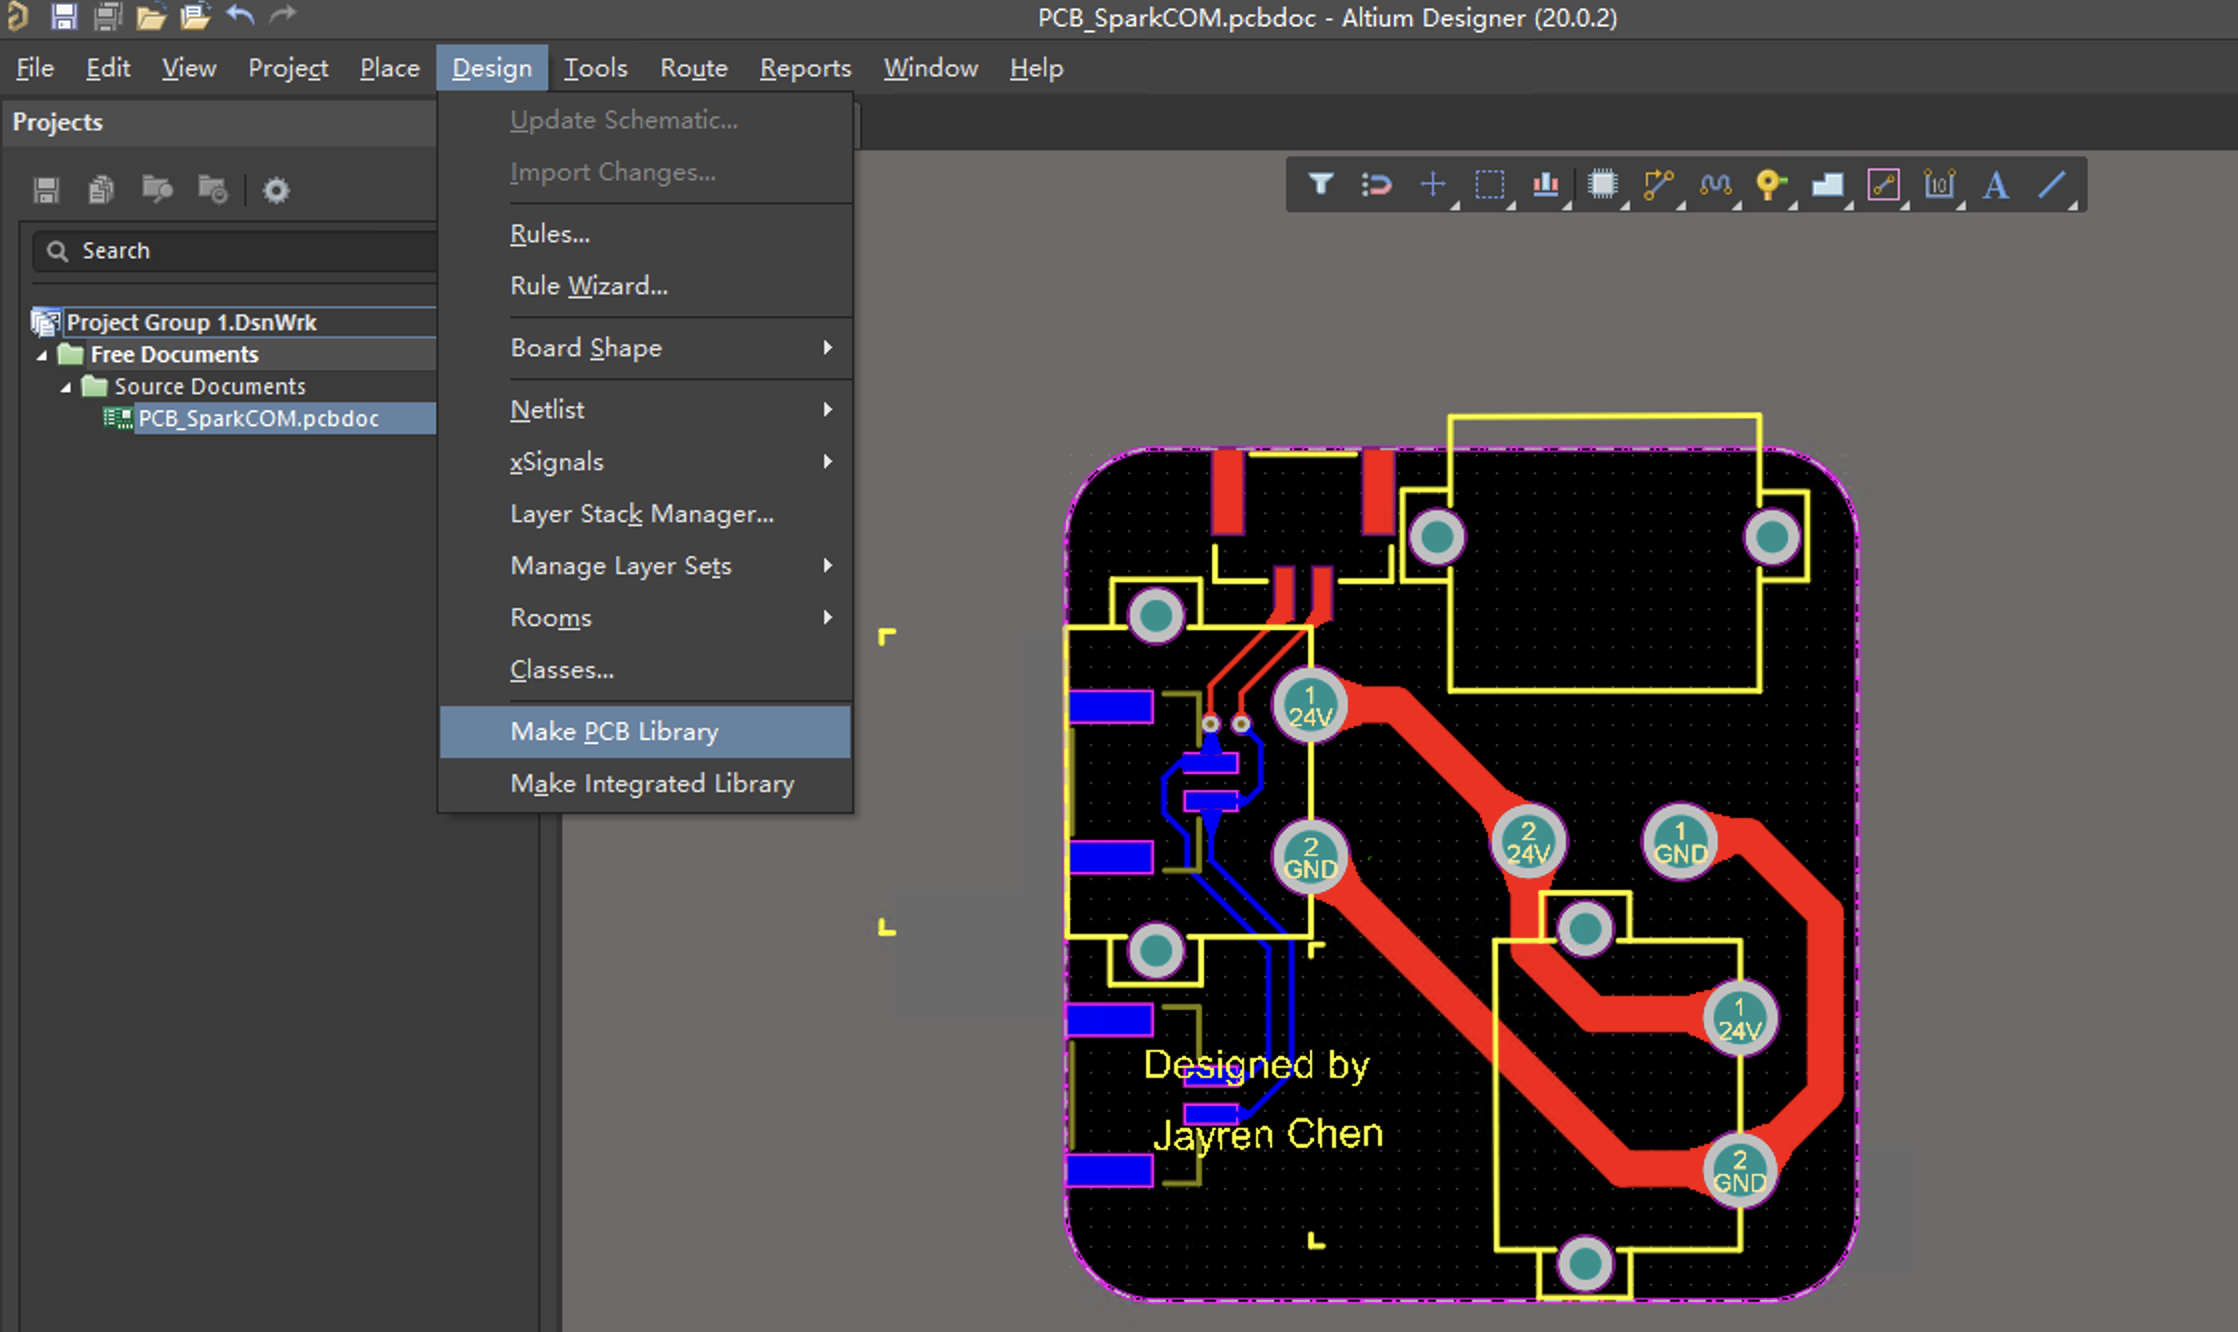 PCB_SparkCOM.pcbdoc - Altium Designer (20.0.2)
File Edit View Project Place Design Tools Route Reports Window Help
Projects
Search
Project Group 1.DsnWrk
Free Documents
Source Documents
PCB_SparkCOM.pcbdoc
Update Schematic...
Import Changes...
Rules...
Rule Wizard...
Board Shape
Netlist
xSignals
Layer Stack Manager...
Manage Layer Sets
Rooms
Classes...
Make PCB Library
Make Integrated Library
10
A
1
24V
2
GND
2
24V
1
GND
1
24V
2
GND
Designed by
Jayren Chen